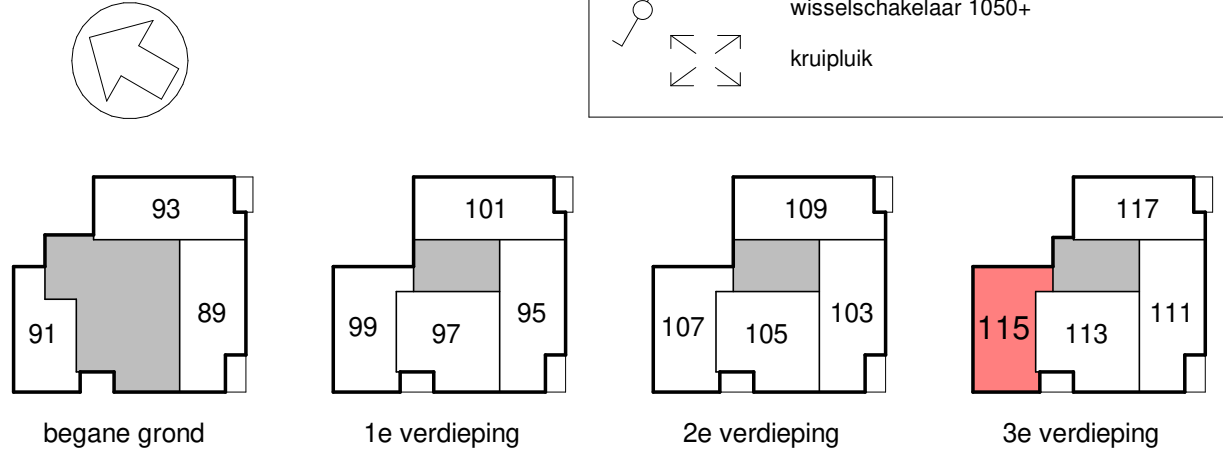 wisselschakelaar 1050+
kruipluik
93
91
89
begane grond
101
99
97
95
1e verdieping
109
107
105
103
2e verdieping
117
115
113
111
3e verdieping